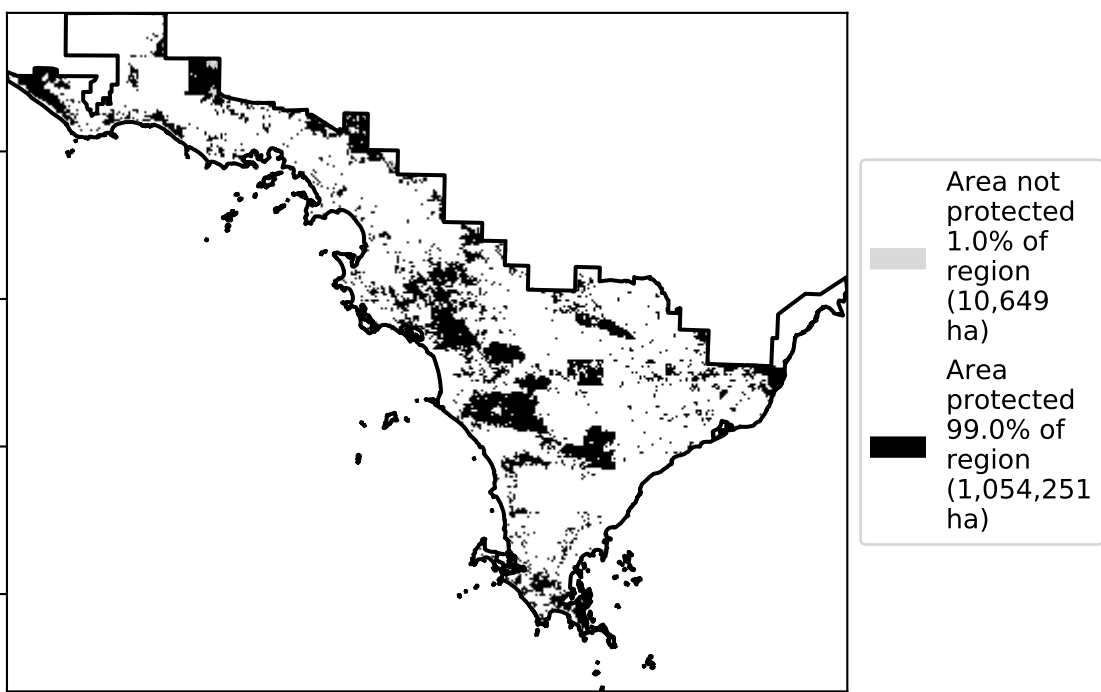 Area not
protected
1.0% of
region
(10,649
ha)
Area
protected
99.0% of
region
(1,054,251
ha)